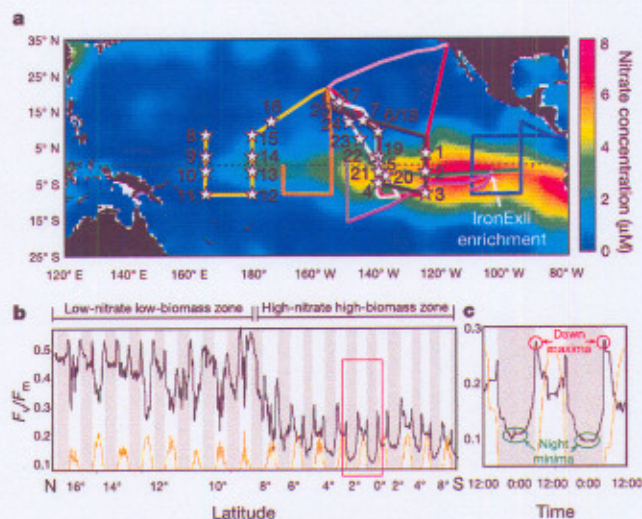 a
35° N
25° N
15° N
5° N
5° S
15° S
25° S
120° E
140° E
160° E
180° E
160° W
140° W
120° W
100° W
80° W
8
9
10
11
16
15
14
13
12
17
7
6/18
24
23
22
19
5
21
20
4
1
2
3
IronExII
enrichment
8
6
4
2
0
Nitrate concentration (μM)
b
Low-nitrate low-biomass zone
High-nitrate high-biomass zone
0.5
0.4
0.3
0.2
0.1
Fv/Fm
N 16° 14° 12° 8° 6° 4° 2° 0° 2° 4° 6° 8° S
Latitude
c
0.3
0.2
0.1
Dawn
maxima
Night
minima
12:00 0:00 12:00 0:00 12:00
Time